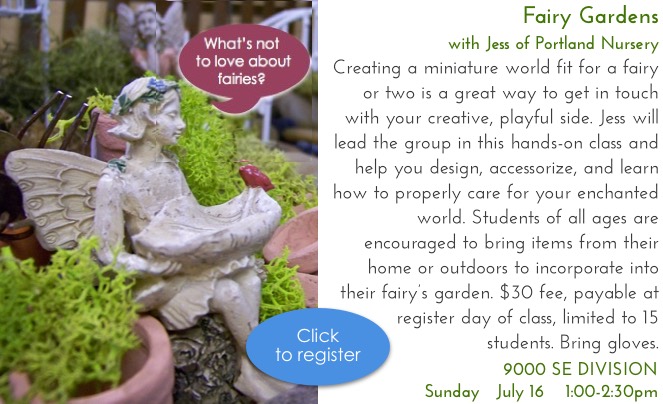 What's not
to love about
fairies?
Click
to register
Fairy Gardens
with Jess of Portland Nursery
Creating a miniature world fit for a fairy
or two is a great way to get in touch
with your creative, playful side. Jess will
lead the group in this hands-on class and
help you design, accessorize, and learn
how to properly care for your enchanted
world. Students of all ages are
encouraged to bring items from their
home or outdoors to incorporate into
their fairy's garden. $30 fee, payable at
register day of class, limited to 15
students. Bring gloves.
9000 SE DIVISION
Sunday July 16 1:00-2:30pm